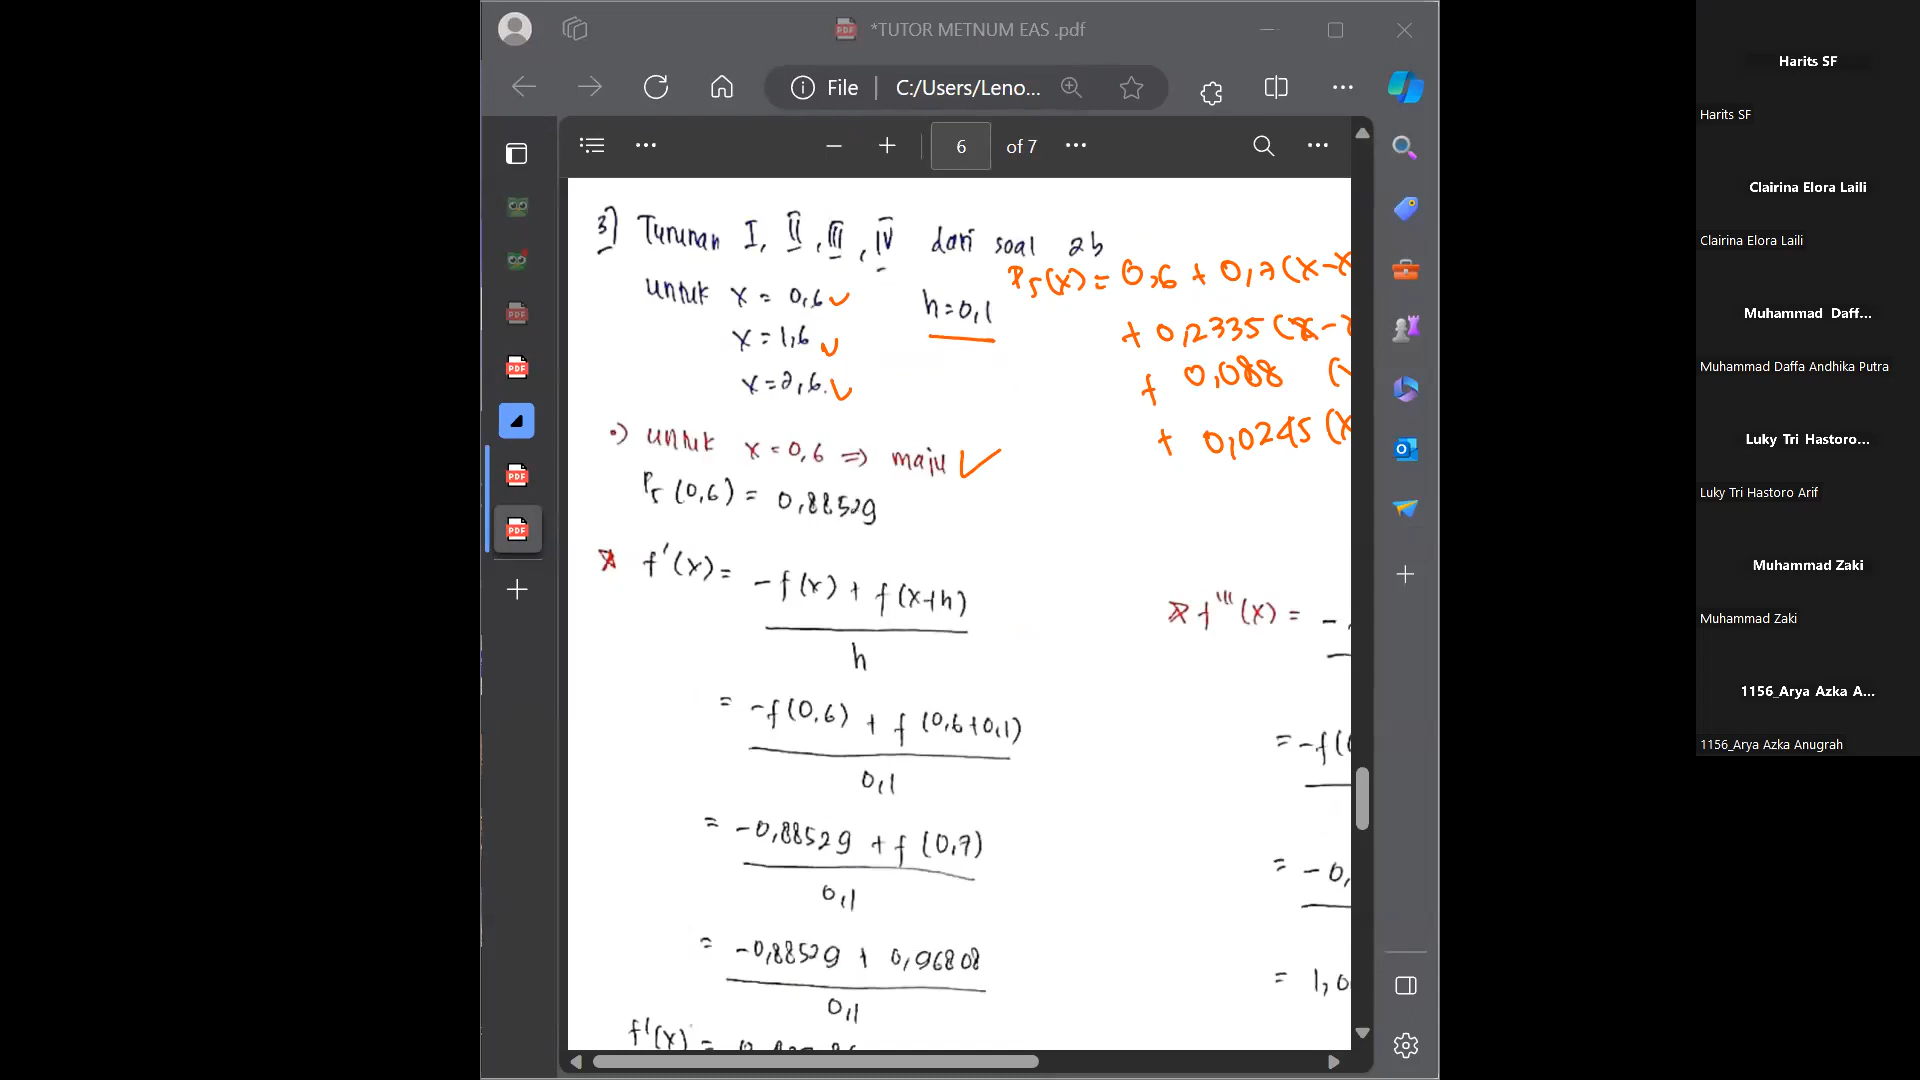 *TUTOR METNUM EAS .pdf
File
C:/Users/Leno...
6 of 7
3) Turunan I, II, III, IV dari soal 2b
untuk x = 0,6
h = 0,1
x = 1,6
x = 2,6
P5(x) = 0,6 + 0,7(x-x
+ 0,2335(x-
+ 0,088 (
+ 0,0245 (x
•) untuk x = 0,6 => maju
P5(0,6) = 0,88529
f'(x) = -f(x) + f(x+h)
h
= -f(0,6) + f(0,6+0,1)
0,1
= -0,88529 + f(0,7)
0,1
= -0,88529 + 0,96808
0,1
f'(x) =
f'''(x) = -
= -f(
= -0,
= 1,0
Harits SF
Harits SF
Clairina Elora Laili
Clairina Elora Laili
Muhammad Daff...
Muhammad Daffa Andhika Putra
Luky Tri Hastoro...
Luky Tri Hastoro Arif
Muhammad Zaki
Muhammad Zaki
1156_Arya Azka A...
1156_Arya Azka Anugrah